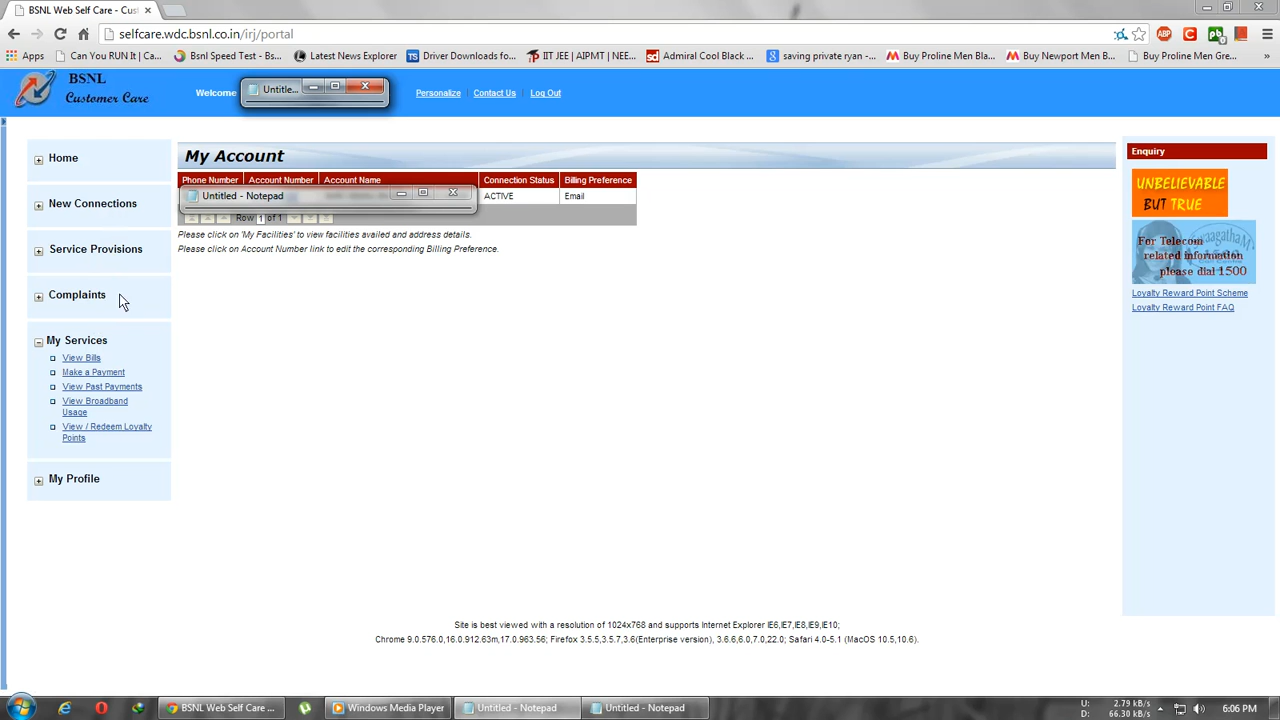 BSNL Web Self Care - Cust
selfcare.wdc.bsnl.co.in/irj/portal
Apps Can You RUN It | Ca... Bsnl Speed Test - Bs... Latest News Explorer Driver Downloads fo... IIT JEE | AIPMT | NEE... Admiral Cool Black ... saving private ryan -... Buy Proline Men Bla... Buy Newport Men B... Buy Proline Men Gre... »
BSNL
Customer Care
Welcome
Untitle...
Personalize Contact Us Log Out
Home
New Connections
Service Provisions
Complaints
My Services
View Bills
Make a Payment
View Past Payments
View Broadband
Usage
View / Redeem Loyalty
Points
My Profile
My Account
Phone Number Account Number Account Name Connection Status Billing Preference
Untitled - Notepad
ACTIVE Email
Row 1 of 1
Please click on 'My Facilities' to view facilities availed and address details.
Please click on Account Number link to edit the corresponding Billing Preference.
Enquiry
UNBELIEVABLE
BUT TRUE
For Telecom
related information
please dial 1500
Loyalty Reward Point Scheme
Loyalty Reward Point FAQ
Site is best viewed with a resolution of 1024x768 and supports Internet Explorer IE6,IE7,IE8,IE9,IE10;
Chrome 9.0.576.0,16.0.912.63m,17.0.963.56; Firefox 3.5.5,3.5.7,3.6(Enterprise version), 3.6.6,6.0,7.0,22.0; Safari 4.0-5.1 (MacOS 10.5,10.6).
BSNL Web Self Care ... Windows Media Player Untitled - Notepad Untitled - Notepad
U: 2.79 kB/s
D: 66.30 kB/s
6:06 PM